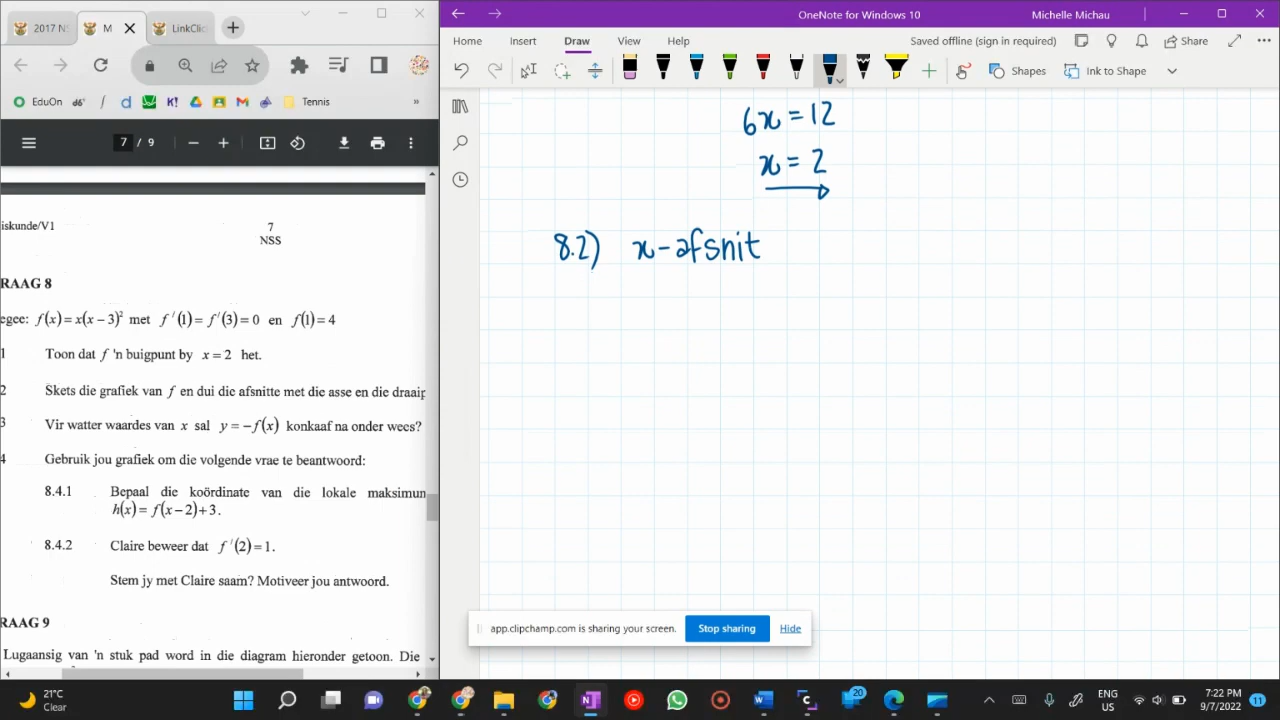 2017 NS
M
LinkClic
EduOn
Tennis
»
7 / 9
iskunde/V1
7
NSS
RAAG 8
egee: f(x) = x(x − 3)² met f ′(1) = f ′(3) = 0 en f(1) = 4
1 Toon dat f 'n buigpunt by x = 2 het.
2 Skets die grafiek van f en dui die afsnitte met die asse en die draaip
3 Vir watter waardes van x sal y = −f(x) konkaaf na onder wees?
4 Gebruik jou grafiek om die volgende vrae te beantwoord:
8.4.1 Bepaal die koördinate van die lokale maksimun
h(x) = f(x − 2) + 3.
8.4.2 Claire beweer dat f ′(2) = 1.
Stem jy met Claire saam? Motiveer jou antwoord.
RAAG 9
Lugaansig van 'n stuk pad word in die diagram hieronder getoon. Die
OneNote for Windows 10
Michelle Michau
Home Insert Draw View Help
Saved offline (sign in required)
Share
Shapes
Ink to Shape
6x = 12
x = 2
8.2) x-afsnit
app.clipchamp.com is sharing your screen. Stop sharing Hide
21°C
Clear
20
ENG
US
7:22 PM
9/7/2022
11